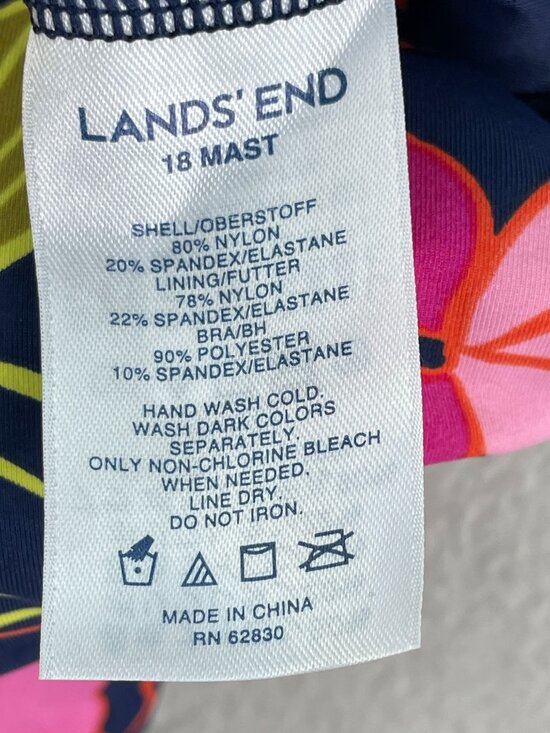 LANDS' END
18 MAST
SHELL/OBERSTOFF
80% NYLON
20% SPANDEX/ELASTANE
LINING/FUTTER
78% NYLON
22% SPANDEX/ELASTANE
BRA/BH
90% POLYESTER
10% SPANDEX/ELASTANE
HAND WASH COLD.
WASH DARK COLORS
SEPARATELY.
ONLY NON-CHLORINE BLEACH
WHEN NEEDED.
LINE DRY.
DO NOT IRON.
MADE IN CHINA
RN 62830